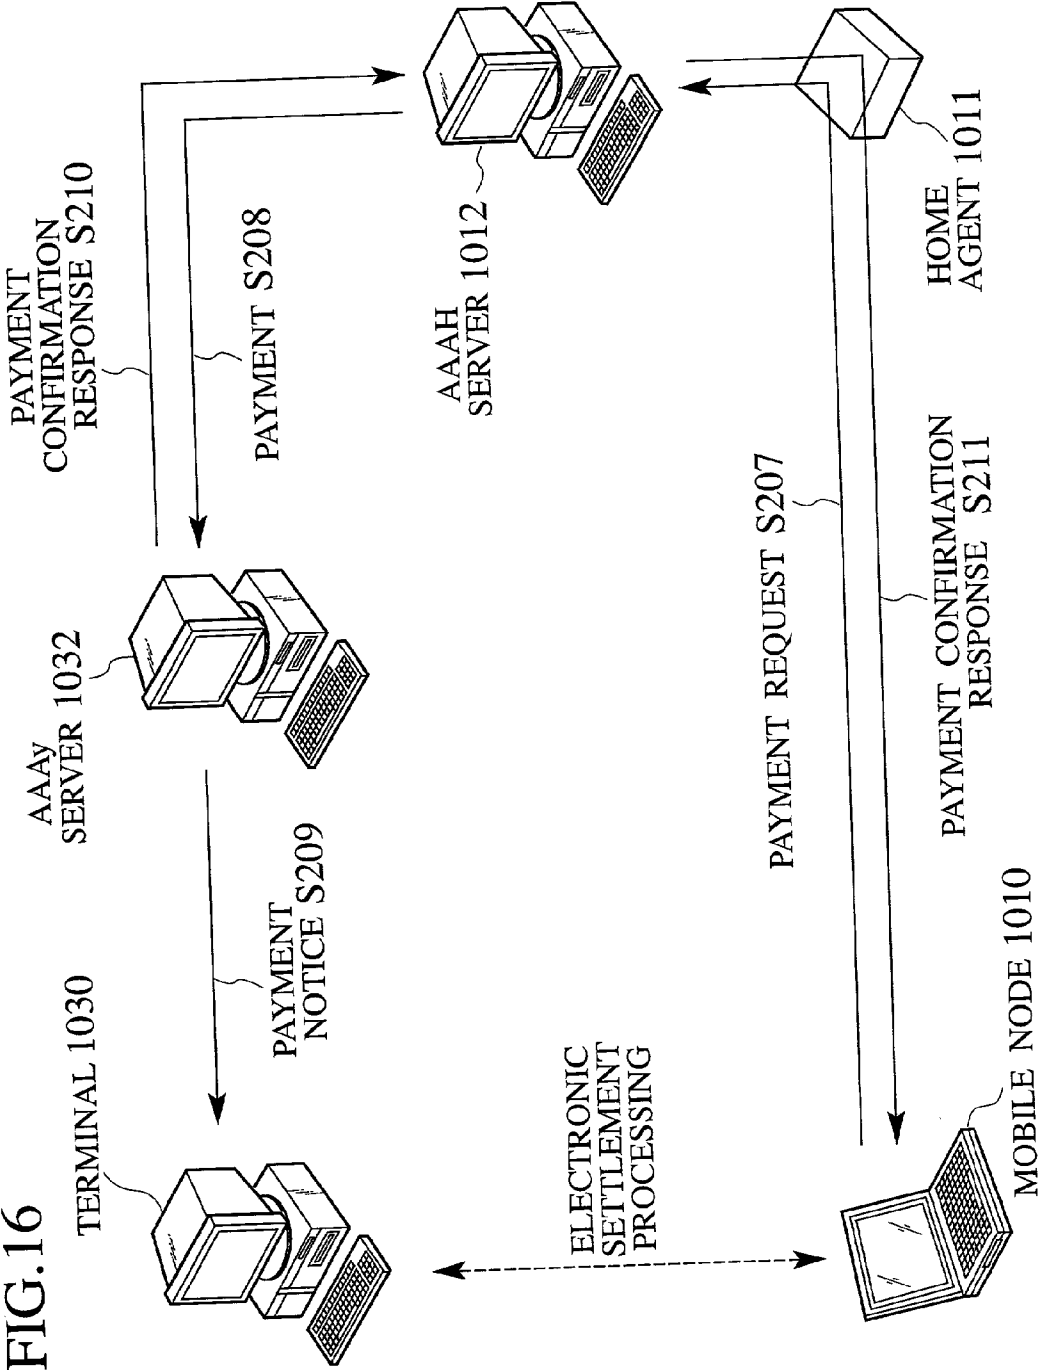 FIG.16
TERMINAL 1030
AAAy
SERVER 1032
PAYMENT
CONFIRMATION
RESPONSE S210
PAYMENT
NOTICE S209
PAYMENT S208
AAAH
SERVER 1012
ELECTRONIC
SETTLEMENT
PROCESSING
PAYMENT REQUEST S207
PAYMENT CONFIRMATION
RESPONSE S211
HOME
AGENT 1011
MOBILE NODE 1010